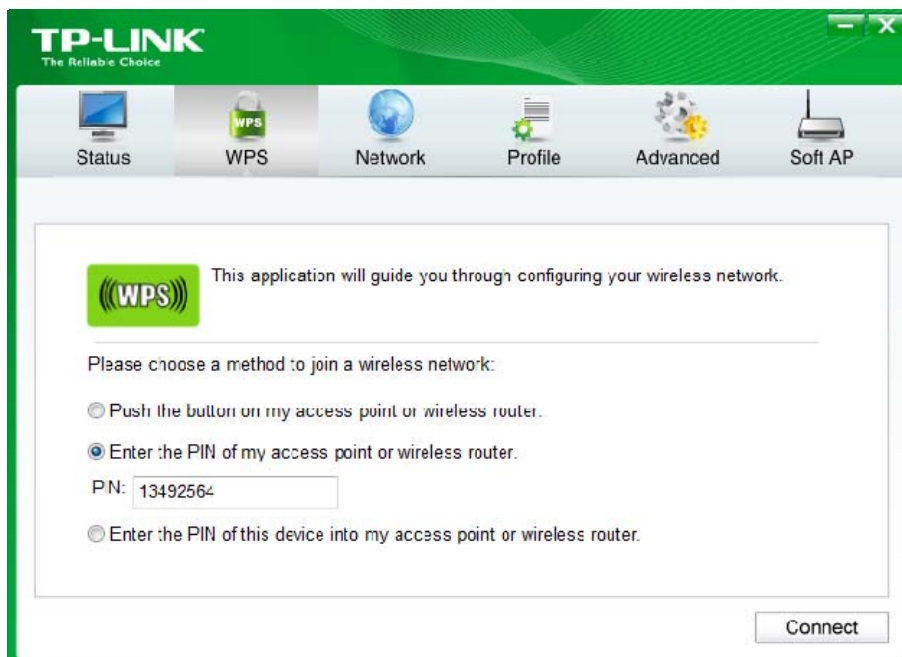 TP-LINK
The Reliable Choice
Status WPS Network Profile Advanced Soft AP
WPS
(((WPS)))
This application will guide you through configuring your wireless network.
Please choose a method to join a wireless network:
Push the button on my access point or wireless router.
Enter the PIN of my access point or wireless router.
PIN: 13492564
Enter the PIN of this device into my access point or wireless router.
Connect